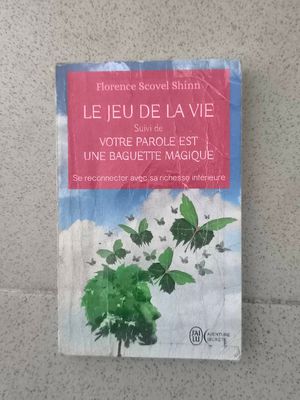 Florence Scovel Shinn
LE JEU DE LA VIE
Suivi de
VOTRE PAROLE EST
UNE BAGUETTE MAGIQUE
Se reconnecter avec sa richesse intérieure
J'AI
LU
AVENTURE
SECRÈTE